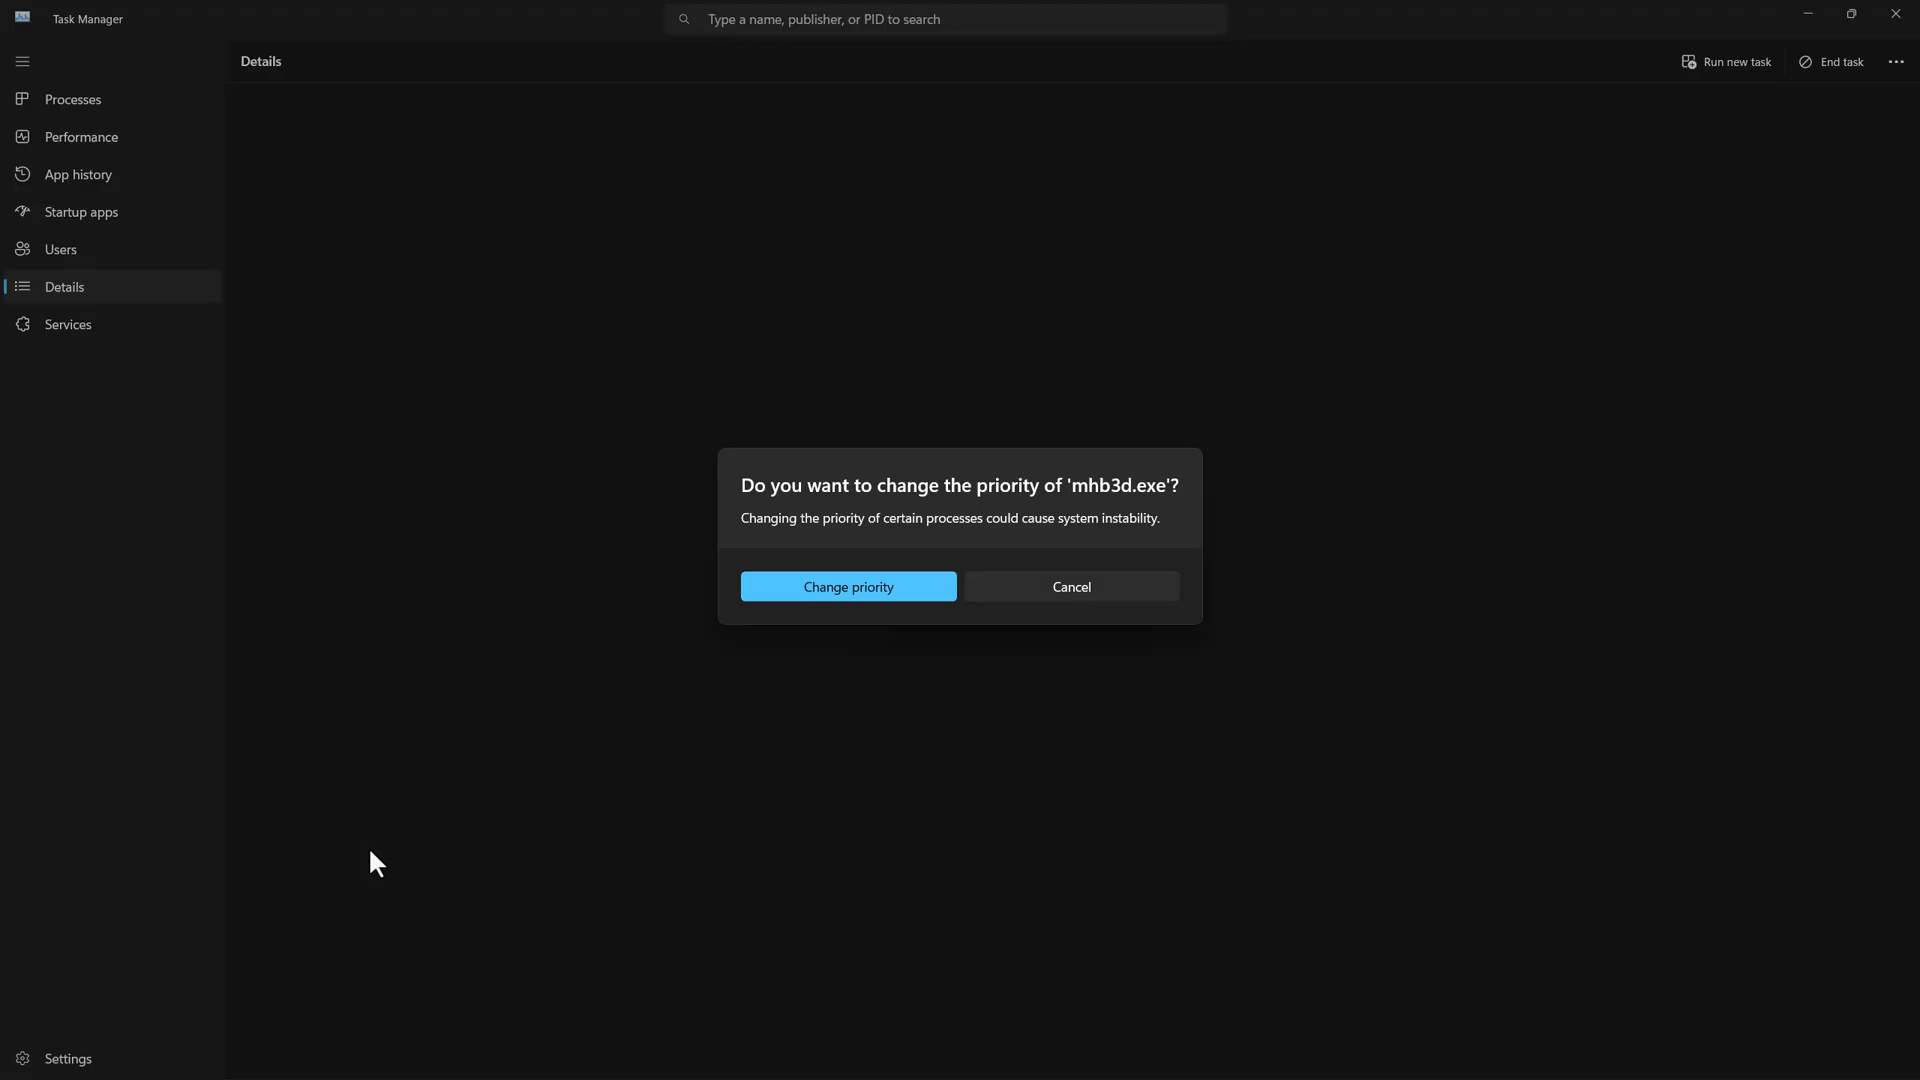 Task Manager
Type a name, publisher, or PID to search
Details
Run new task
End task
Processes
Performance
App history
Startup apps
Users
Details
Services
Do you want to change the priority of 'mhb3d.exe'?
Changing the priority of certain processes could cause system instability.
Change priority
Cancel
Settings